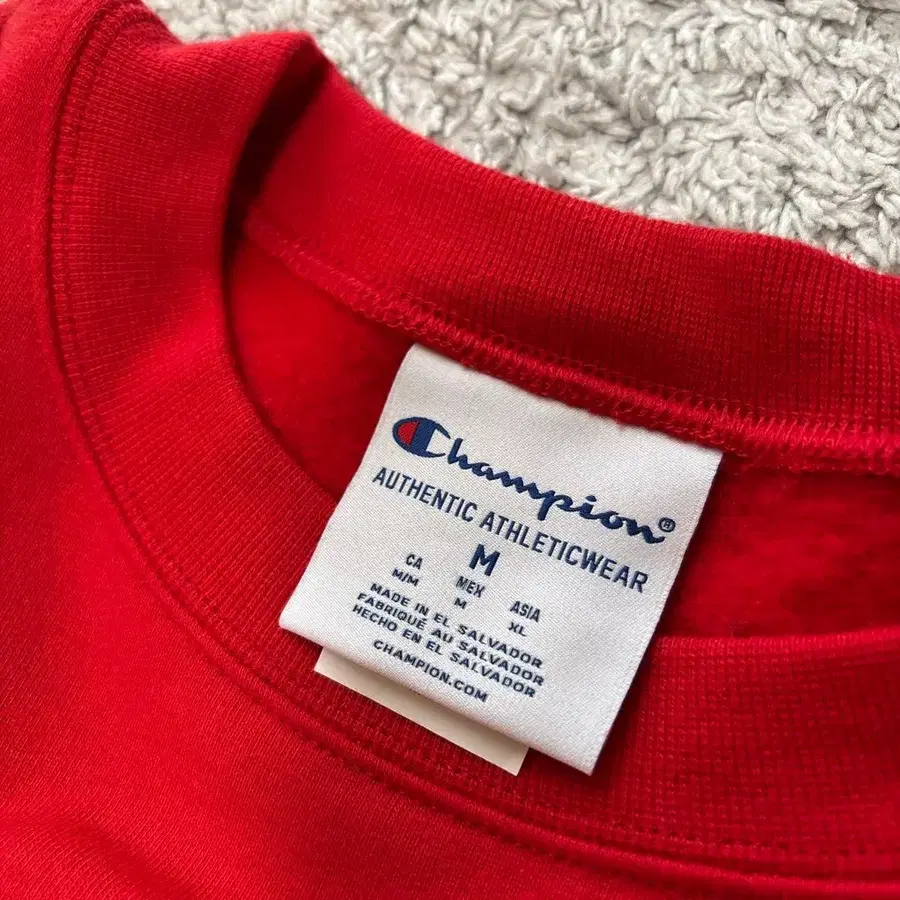 Champion®
AUTHENTIC ATHLETICWEAR
M
CA MEX ASIA
M/M M XL
MADE IN EL SALVADOR
FABRIQUÉ AU SALVADOR
HECHO EN EL SALVADOR
CHAMPION.COM